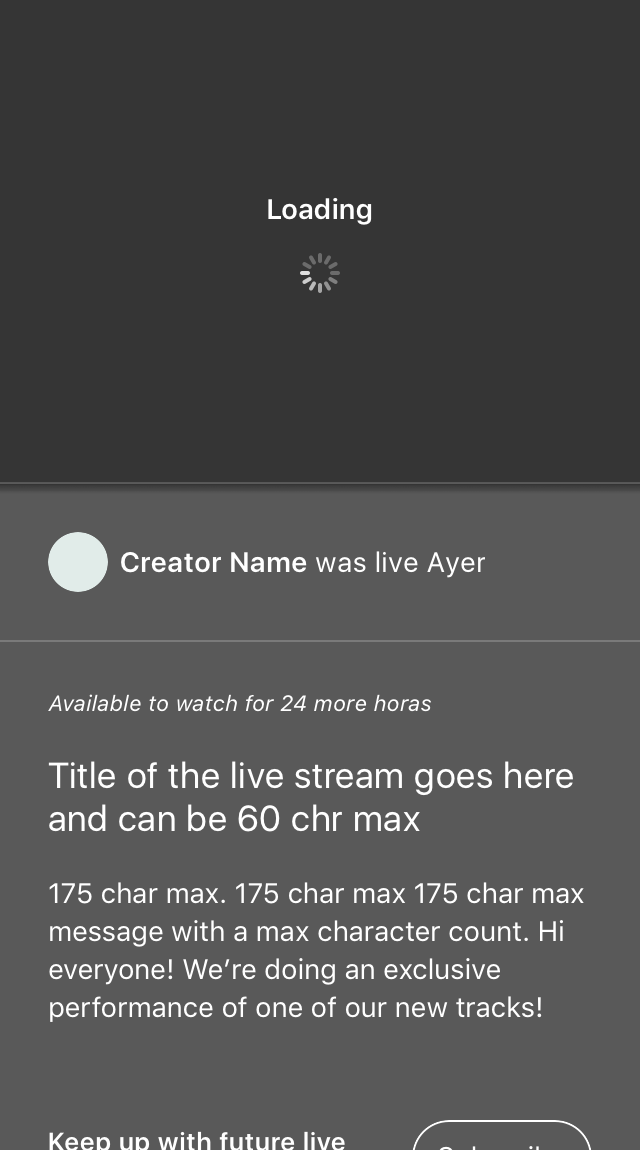 Loading
Creator Name was live Ayer
Available to watch for 24 more horas
Title of the live stream goes here
and can be 60 chr max
175 char max. 175 char max 175 char max
message with a max character count. Hi
everyone! We’re doing an exclusive
performance of one of our new tracks!
Keep up with future live